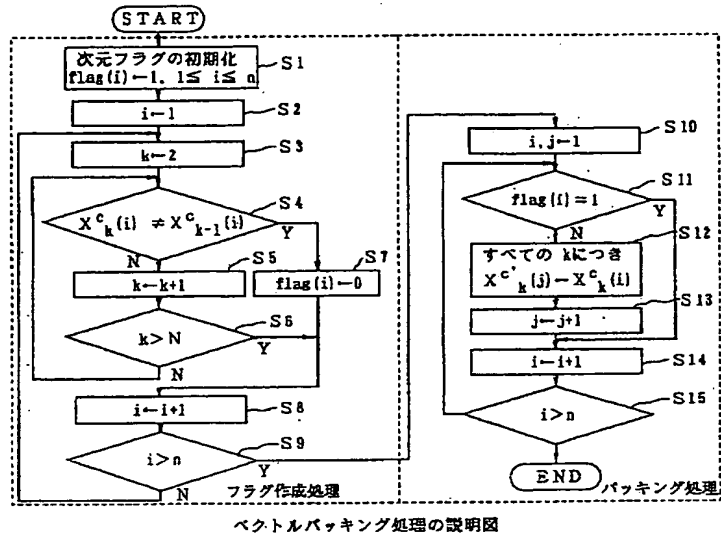 START
次元フラグの初期化
flag(i)←1, 1≤ i≤ n
S1
i←1
S2
k←2
S3
X^c_k(i) ≠X^c_{k-1}(i)
S4
Y
N
k←k+1
S5
flag(i)←0
S7
k>N
S6
Y
N
i←i+1
S8
i>n
S9
Y
N
フラグ作成処理
i,j←1
S10
flag(i)=1
S11
Y
N
すべての kにつき
X^{c'}_k(j)←X^c_k(i)
S12
j←j+1
S13
i←i+1
S14
i>n
S15
END
パッキング処理
ベクトルパッキング処理の説明図